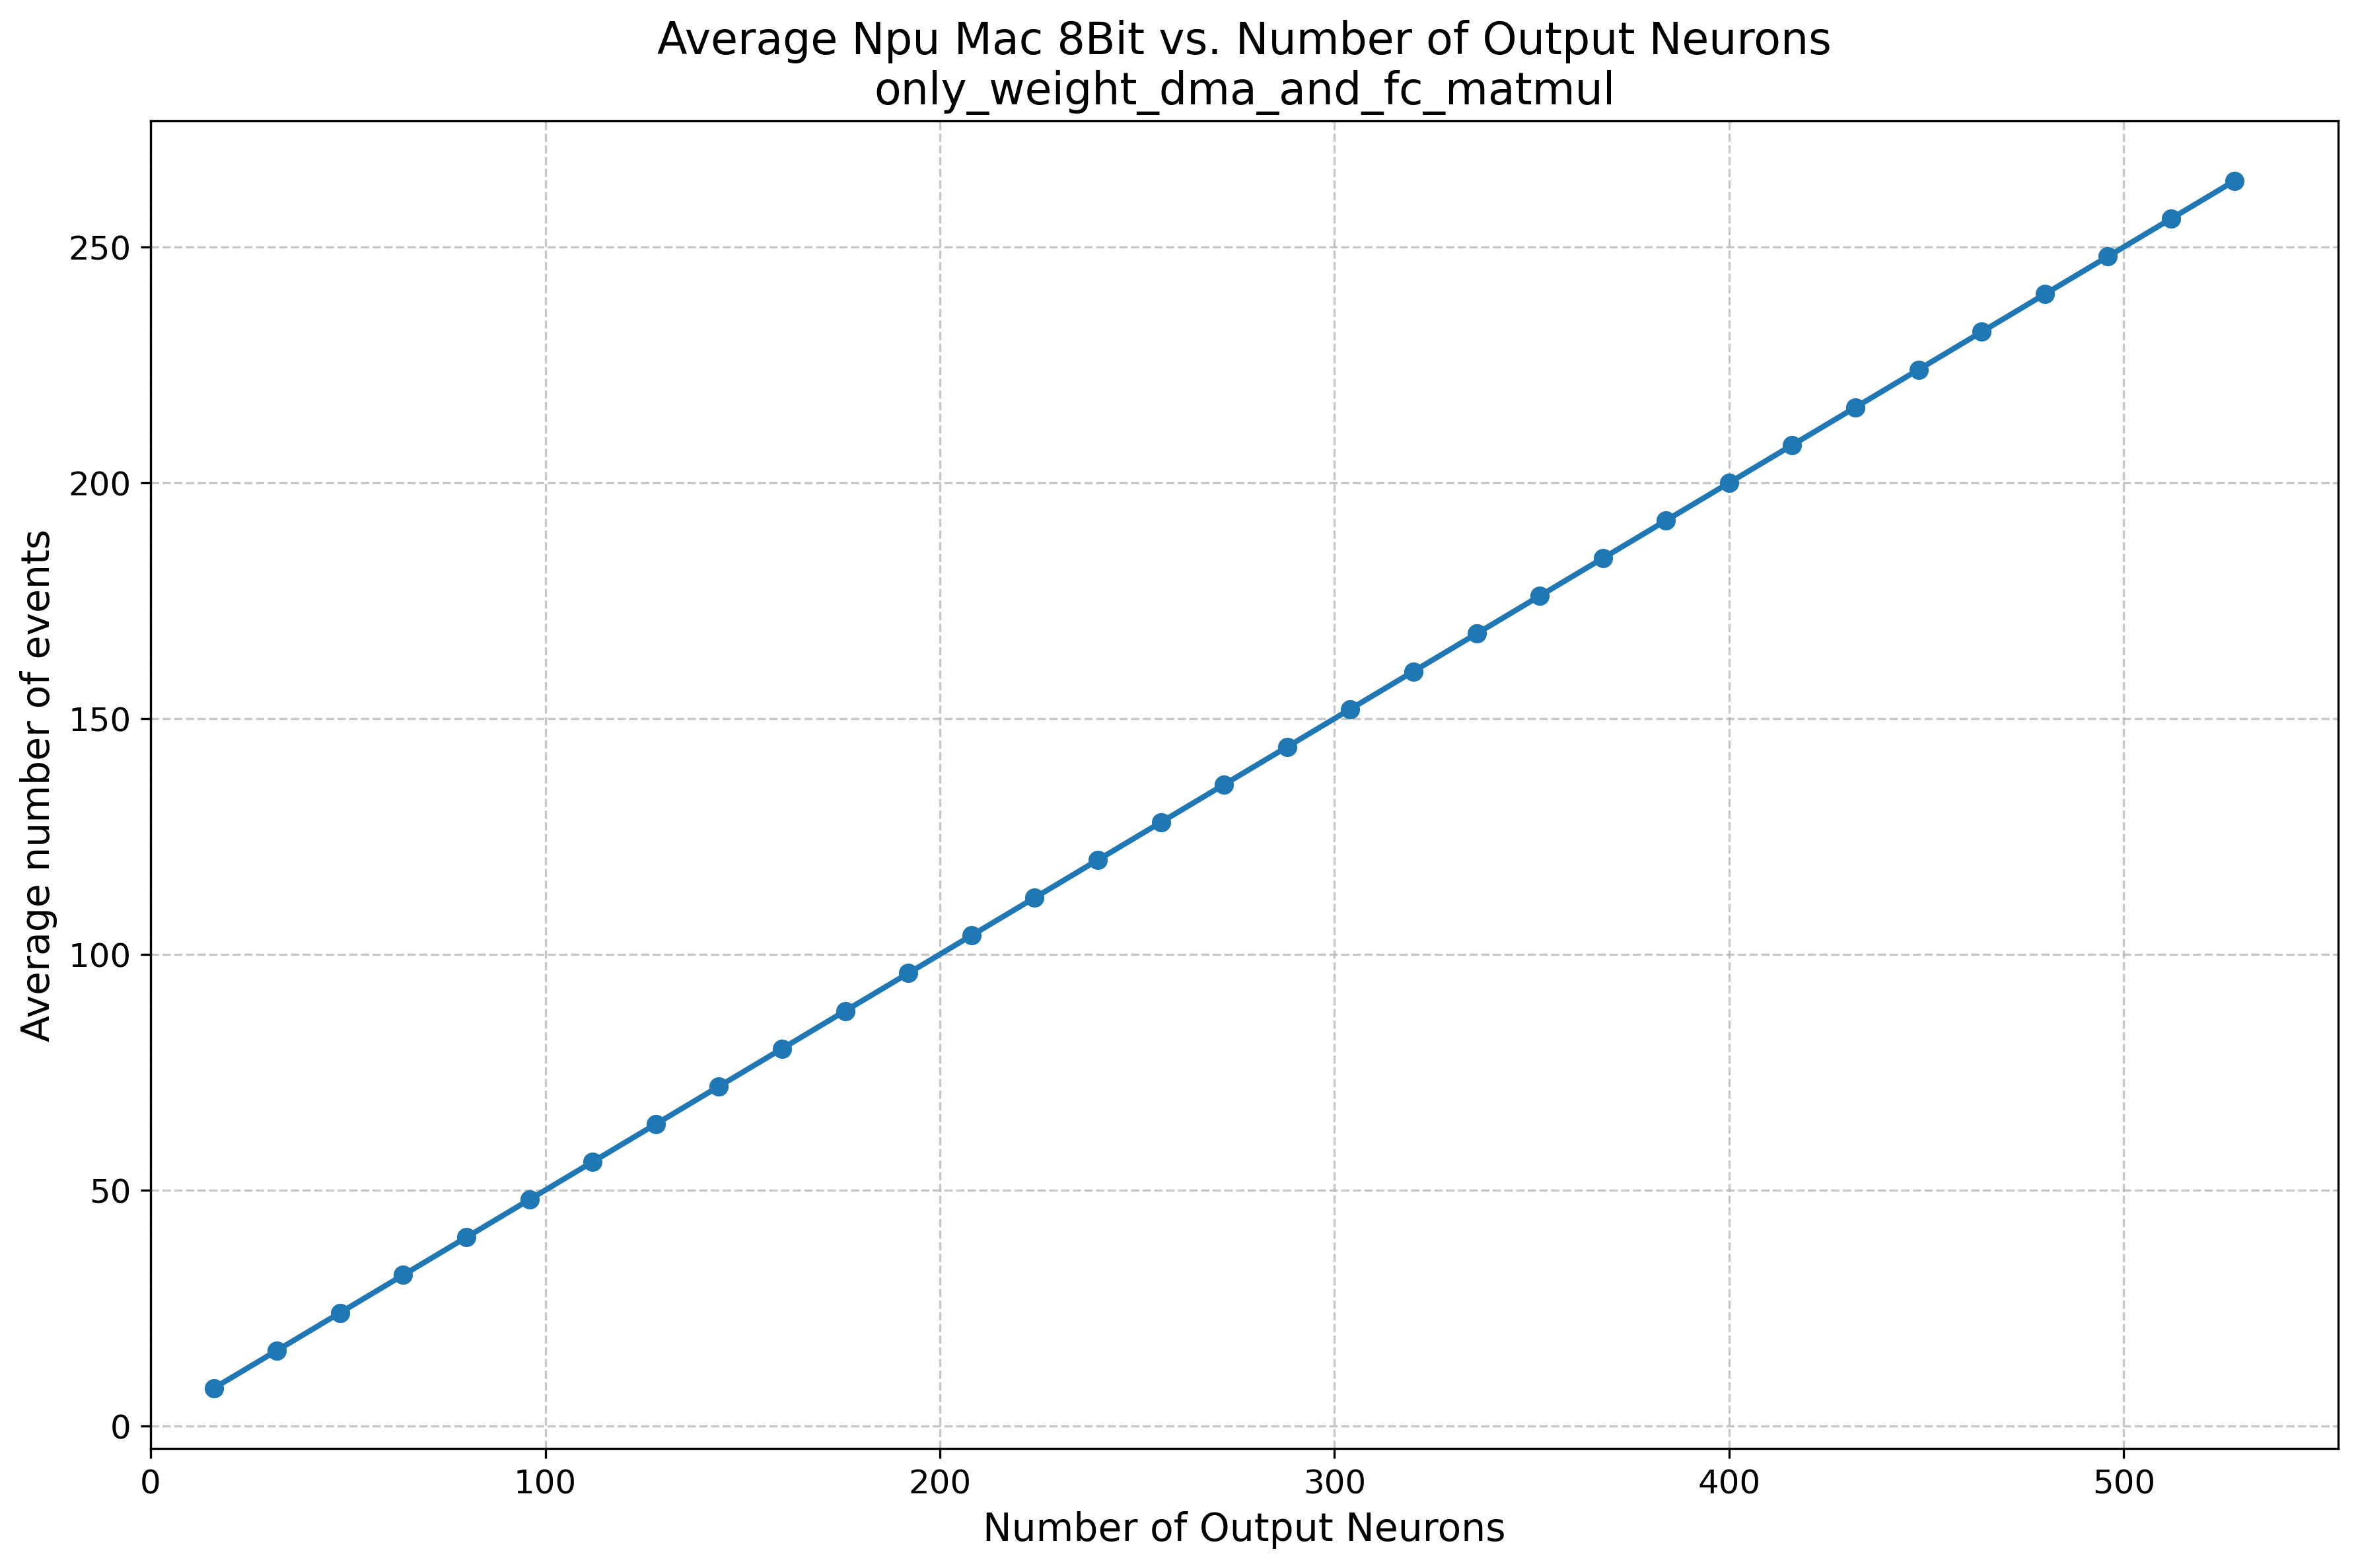 Average Npu Mac 8Bit vs. Number of Output Neurons
only_weight_dma_and_fc_matmul
Average number of events
250
200
150
100
50
0
0 100 200 300 400 500
Number of Output Neurons